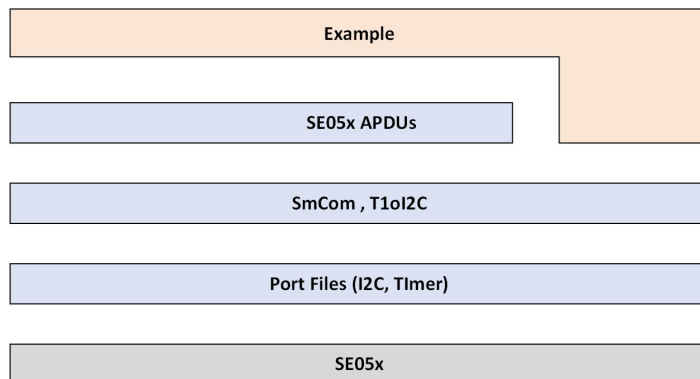 Example
SE05x APDUs
SmCom , T1oI2C
Port Files (I2C, TImer)
SE05x